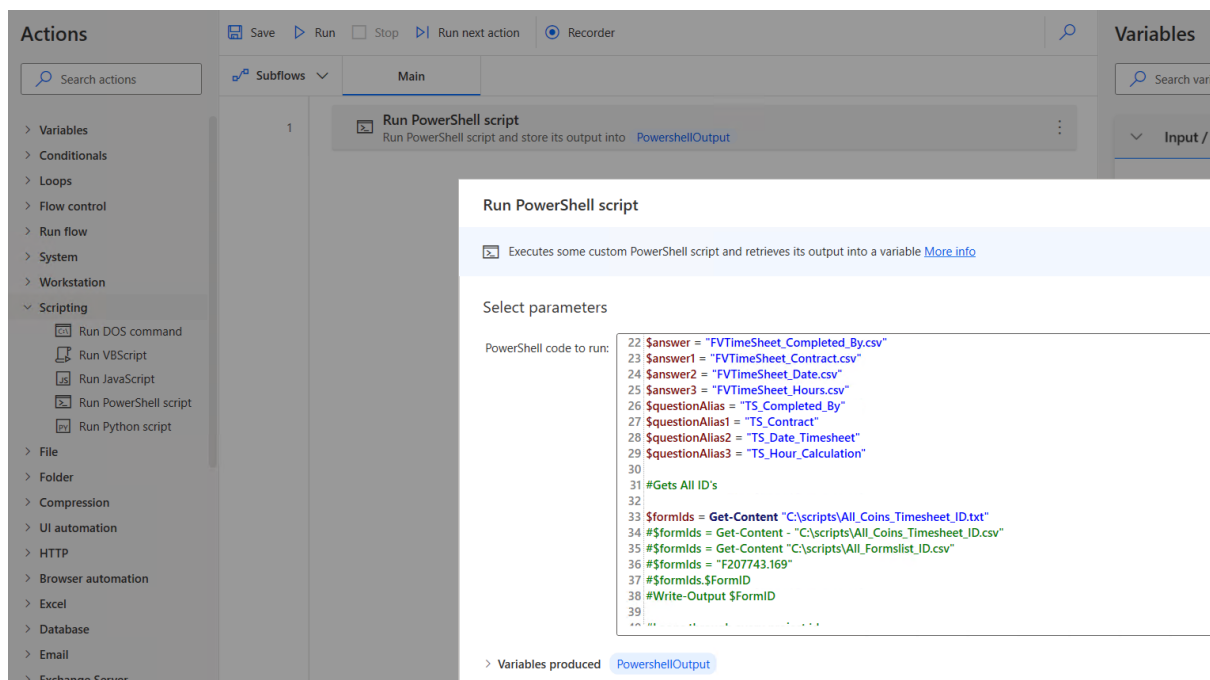 Actions
Search actions
Variables
Conditionals
Loops
Flow control
Run flow
System
Workstation
Scripting
Run DOS command
Run VBScript
Run JavaScript
Run PowerShell script
Run Python script
File
Folder
Compression
UI automation
HTTP
Browser automation
Excel
Database
Email
Exchange Server
Save Run Stop Run next action Recorder
Subflows Main
1
Run PowerShell script
Run PowerShell script and store its output into PowershellOutput
Variables
Search var
Input /
Run PowerShell script
Executes some custom PowerShell script and retrieves its output into a variable More info
Select parameters
PowerShell code to run:
22 $answer = "FVTimeSheet_Completed_By.csv"
23 $answer1 = "FVTimeSheet_Contract.csv"
24 $answer2 = "FVTimeSheet_Date.csv"
25 $answer3 = "FVTimeSheet_Hours.csv"
26 $questionAlias = "TS_Completed_By"
27 $questionAlias1 = "TS_Contract"
28 $questionAlias2 = "TS_Date_Timesheet"
29 $questionAlias3 = "TS_Hour_Calculation"
30
31 #Gets All ID's
32
33 $formIds = Get-Content "C:\scripts\All_Coins_Timesheet_ID.txt"
34 #$formIds = Get-Content - "C:\scripts\All_Coins_Timesheet_ID.csv"
35 #$formIds = Get-Content "C:\scripts\All_Formslist_ID.csv"
36 #$formIds = "F207743.169"
37 #$formIds.$FormID
38 #Write-Output $FormID
39
Variables produced PowershellOutput